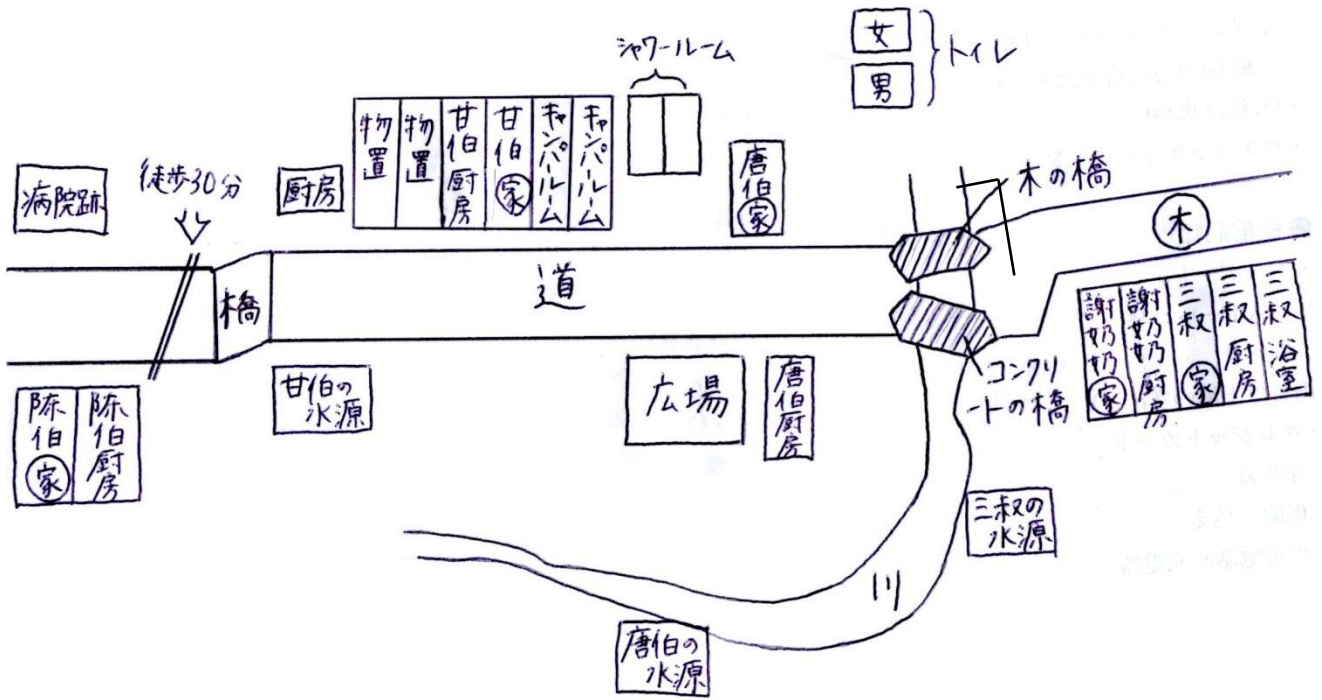 女
男
トイレ
シャワールーム
物置
物置
甘伯厨房
甘伯家
キャンパールーム
キャンパールーム
唐伯家
木の橋
木
病院跡
徒歩30分
厨房
橋
道
陈伯家
陈伯厨房
甘伯の
水源
広場
唐伯厨房
コンクリ
ートの橋
謝奶奶家
謝奶奶厨房
三叔家
三叔厨房
三叔浴室
三叔の
水源
川
唐伯の
水源